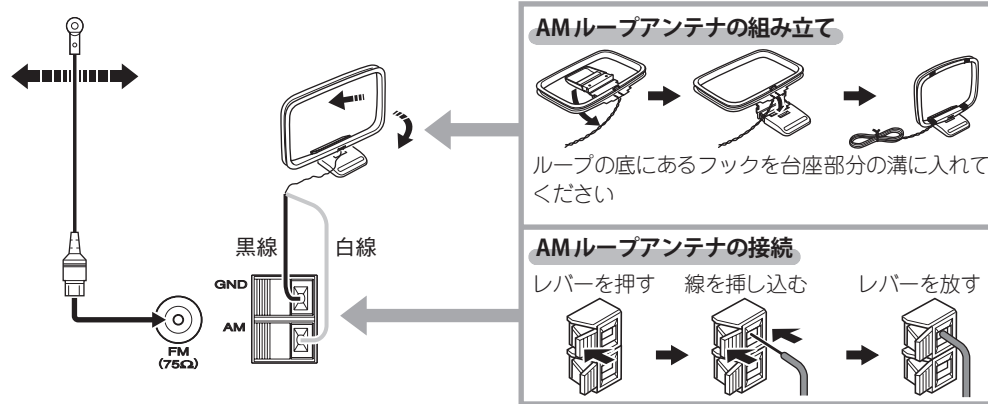 AMループアンテナの組み立て
ループの底にあるフックを台座部分の溝に入れて
ください
黒線
白線
GND
AM
FM
(75Ω)
AMループアンテナの接続
レバーを押す
線を挿し込む
レバーを放す